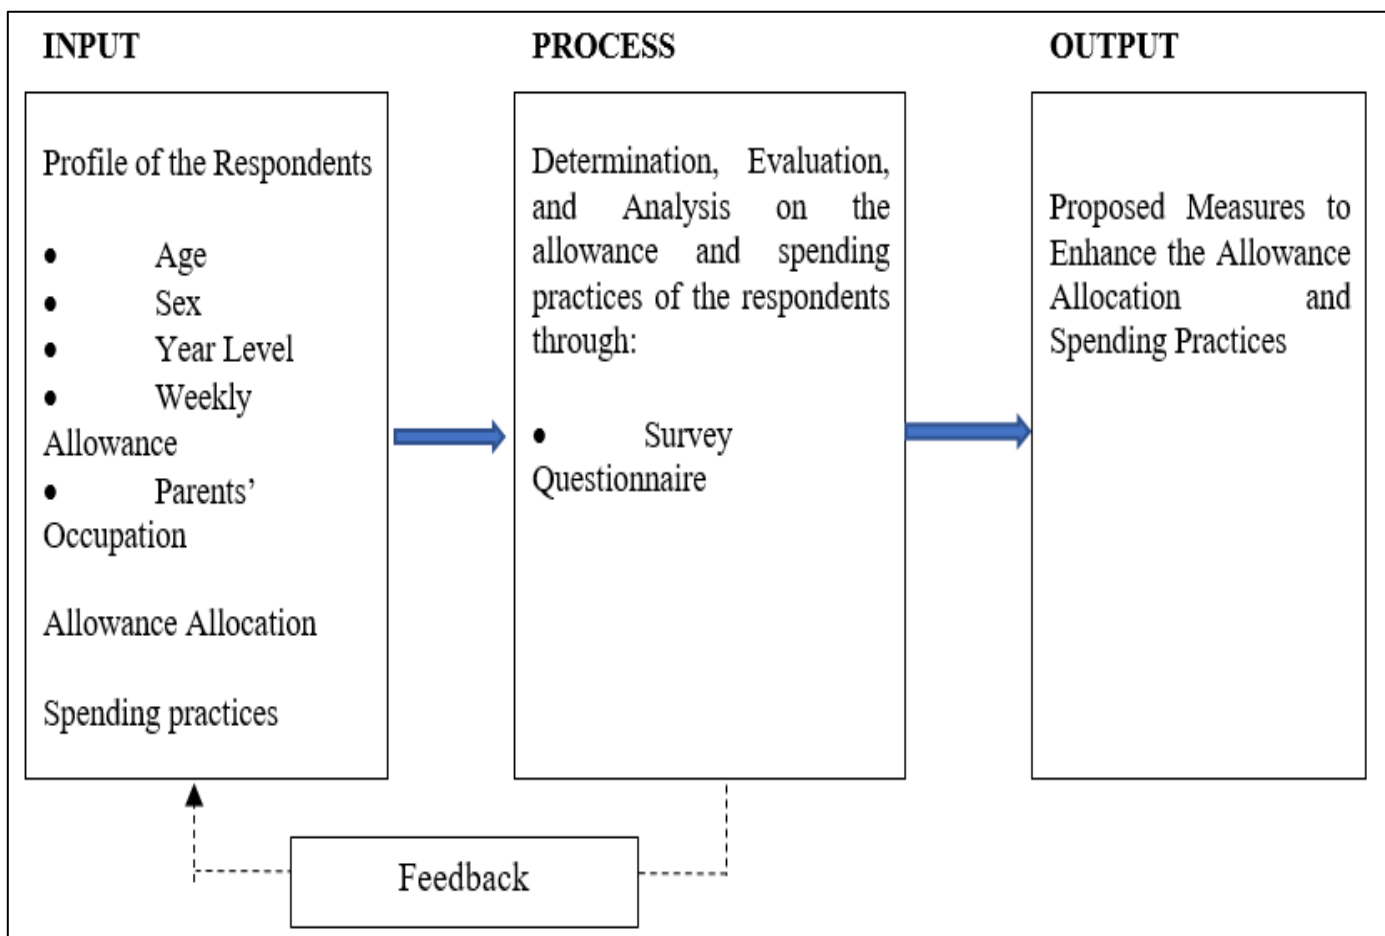 INPUT
Profile of the Respondents
• Age
• Sex
• Year Level
• Weekly
Allowance
• Parents’
Occupation
Allowance Allocation
Spending practices
PROCESS
Determination, Evaluation,
and Analysis on the
allowance and spending
practices of the respondents
through:
• Survey
Questionnaire
OUTPUT
Proposed Measures to
Enhance the Allowance
Allocation and
Spending Practices
Feedback